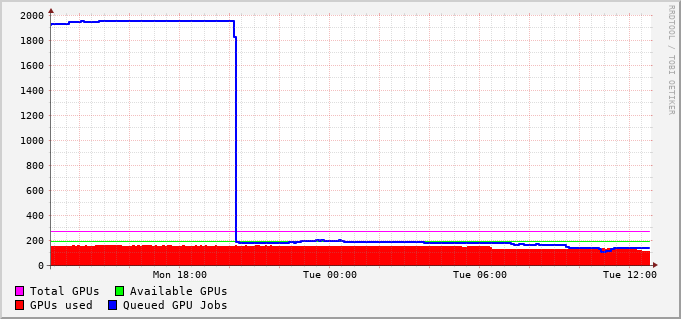 2000
1800
1600
1400
1200
1000
800
600
400
200
0
Mon 18:00 Tue 00:00 Tue 06:00 Tue 12:00
Total GPUs Available GPUs
GPUs used Queued GPU Jobs
RRDTOOL / TOBI OETIKER